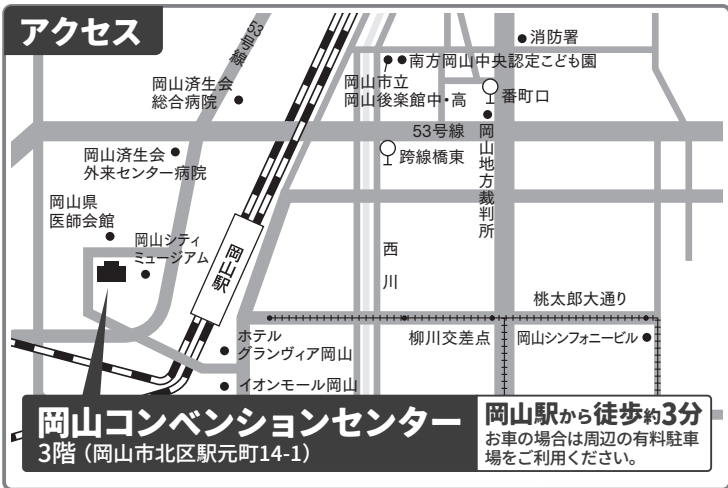 アクセス
53号線
消防署
南方岡山中央認定こども園
岡山市立
岡山後楽館中・高
番町口
岡山済生会
総合病院
53号線
岡山地方裁判所
跨線橋東
岡山済生会
外来センター病院
岡山県
医師会館
岡山シティ
ミュージアム
岡山駅
西川
桃太郎大通り
柳川交差点
岡山シンフォニービル
ホテル
グランヴィア岡山
イオンモール岡山
岡山コンベンションセンター
3階（岡山市北区駅元町14-1）
岡山駅から徒歩約3分
お車の場合は周辺の有料駐車
場をご利用ください。